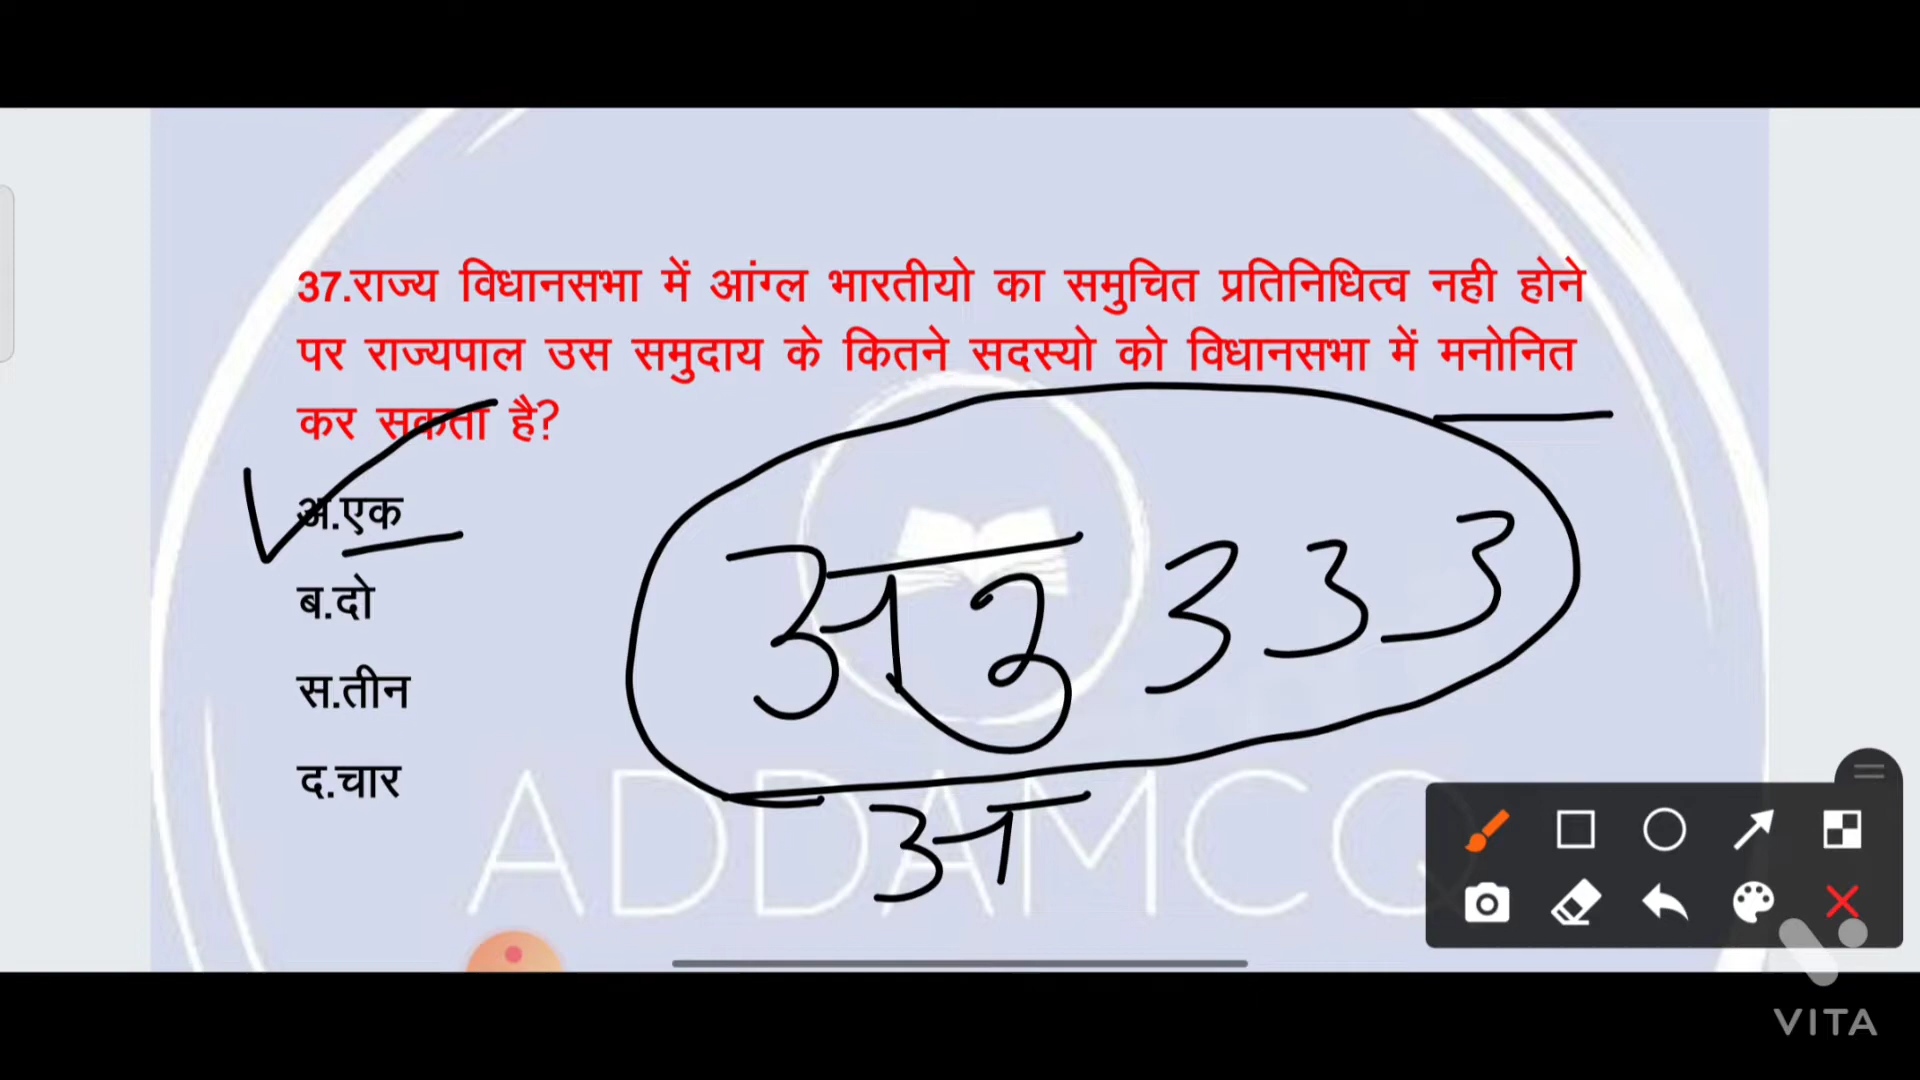 37.राज्य विधानसभा में आंग्ल भारतीयो का समुचित प्रतिनिधित्व नही होने
पर राज्यपाल उस समुदाय के कितने सदस्यो को विधानसभा में मनोनित
कर सकता है?
अ.एक
ब.दो
स.तीन
द.चार
333
ADDAMCQ
VITA